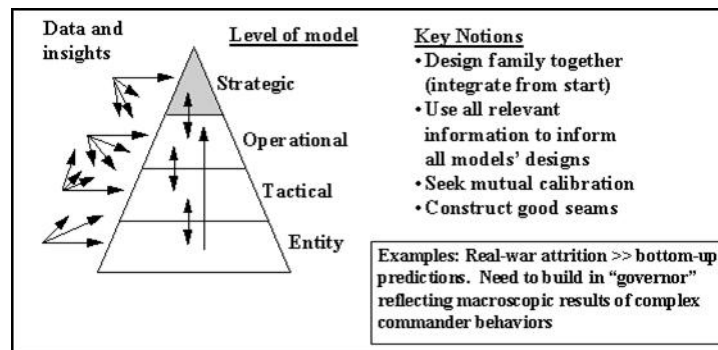 Data and
insights
Level of model
Strategic
Operational
Tactical
Entity
Key Notions
• Design family together
(integrate from start)
• Use all relevant
information to inform
all models' designs
• Seek mutual calibration
• Construct good seams
Examples: Real-war attrition >> bottom-up
predictions. Need to build in “governor”
reflecting macroscopic results of complex
commander behaviors